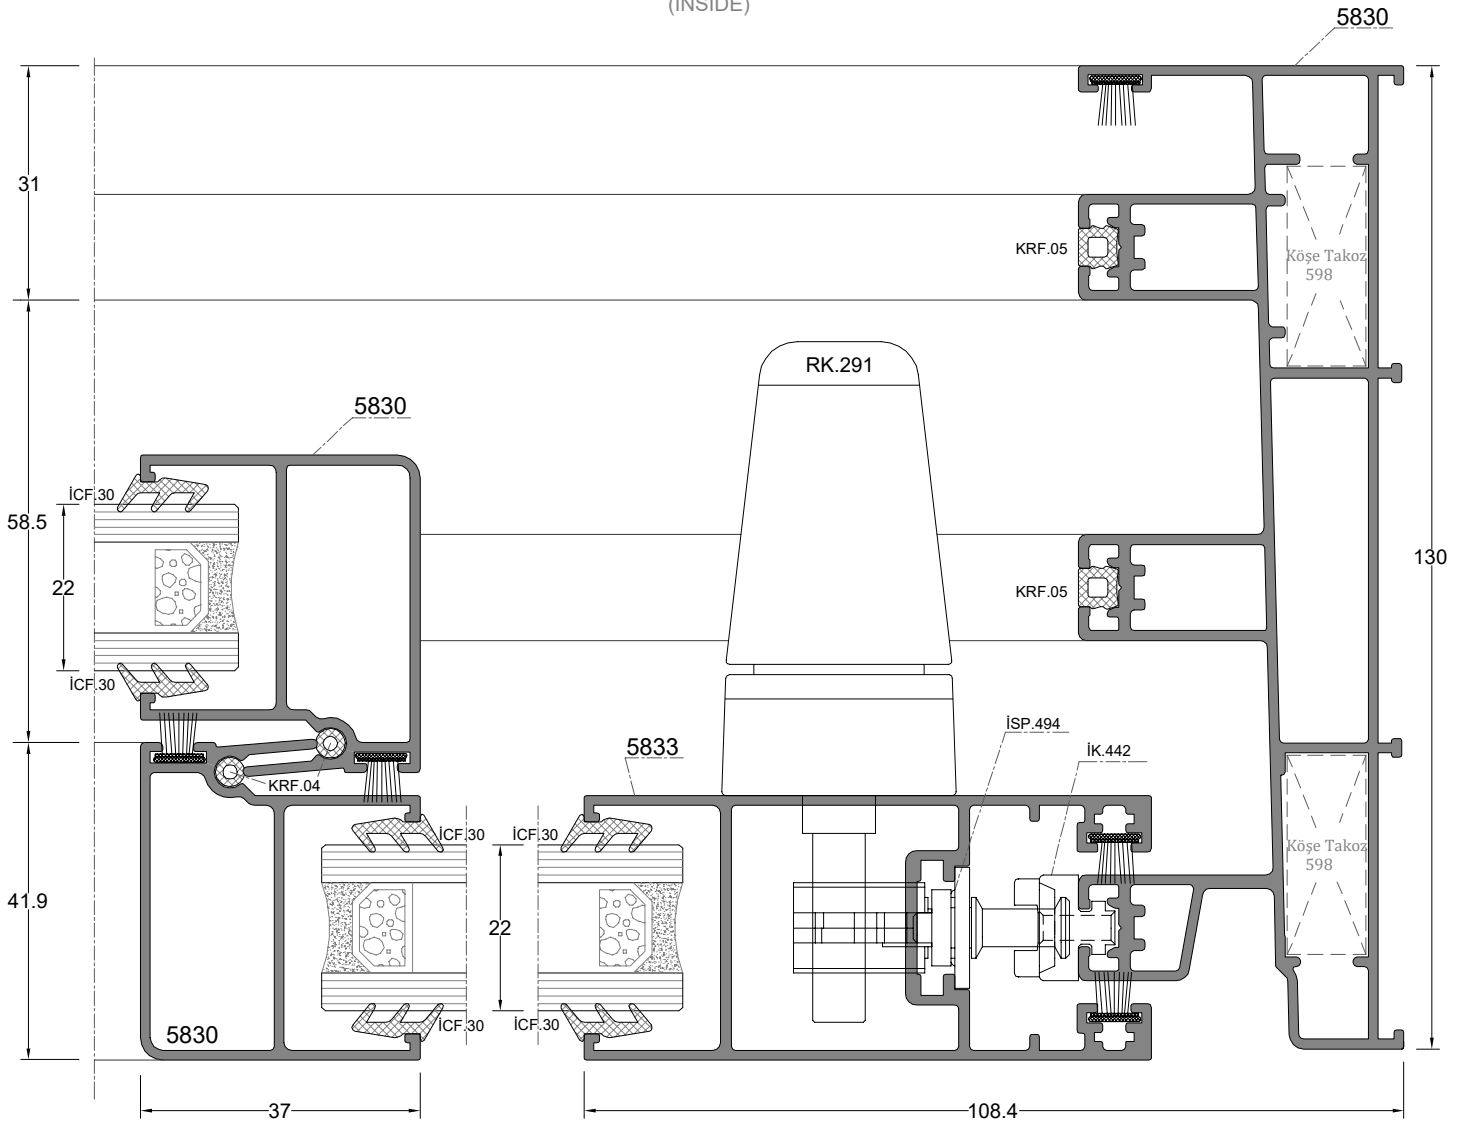 (INSIDE)
5830
31
KRF.05
Köşe Takoz
598
RK.291
5830
İCF.30
58.5
22
130
KRF.05
İCF.30
İSP.494
5833
İK.442
KRF.04
İCF.30
İCF.30
Köşe Takoz
598
41.9
22
İCF.30
İCF.30
5830
37
108.4